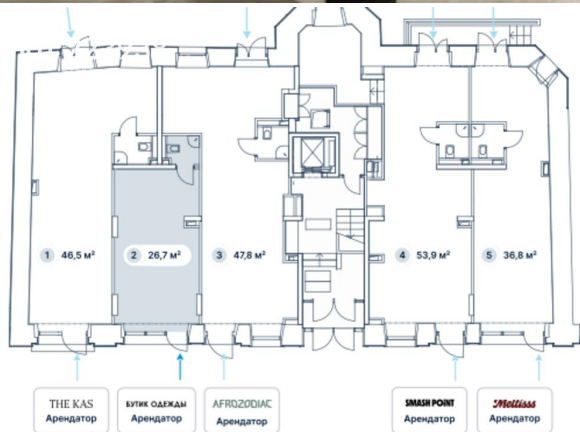 1 46,5 м²
2 26,7 м²
3 47,8 м²
4 53,9 м²
5 36,8 м²
THE KAS
Арендатор
БУТИК ОДЕЖДЫ
Арендатор
AFROZODIAC
Арендатор
SMASH POINT
Арендатор
Mellisss
Арендатор